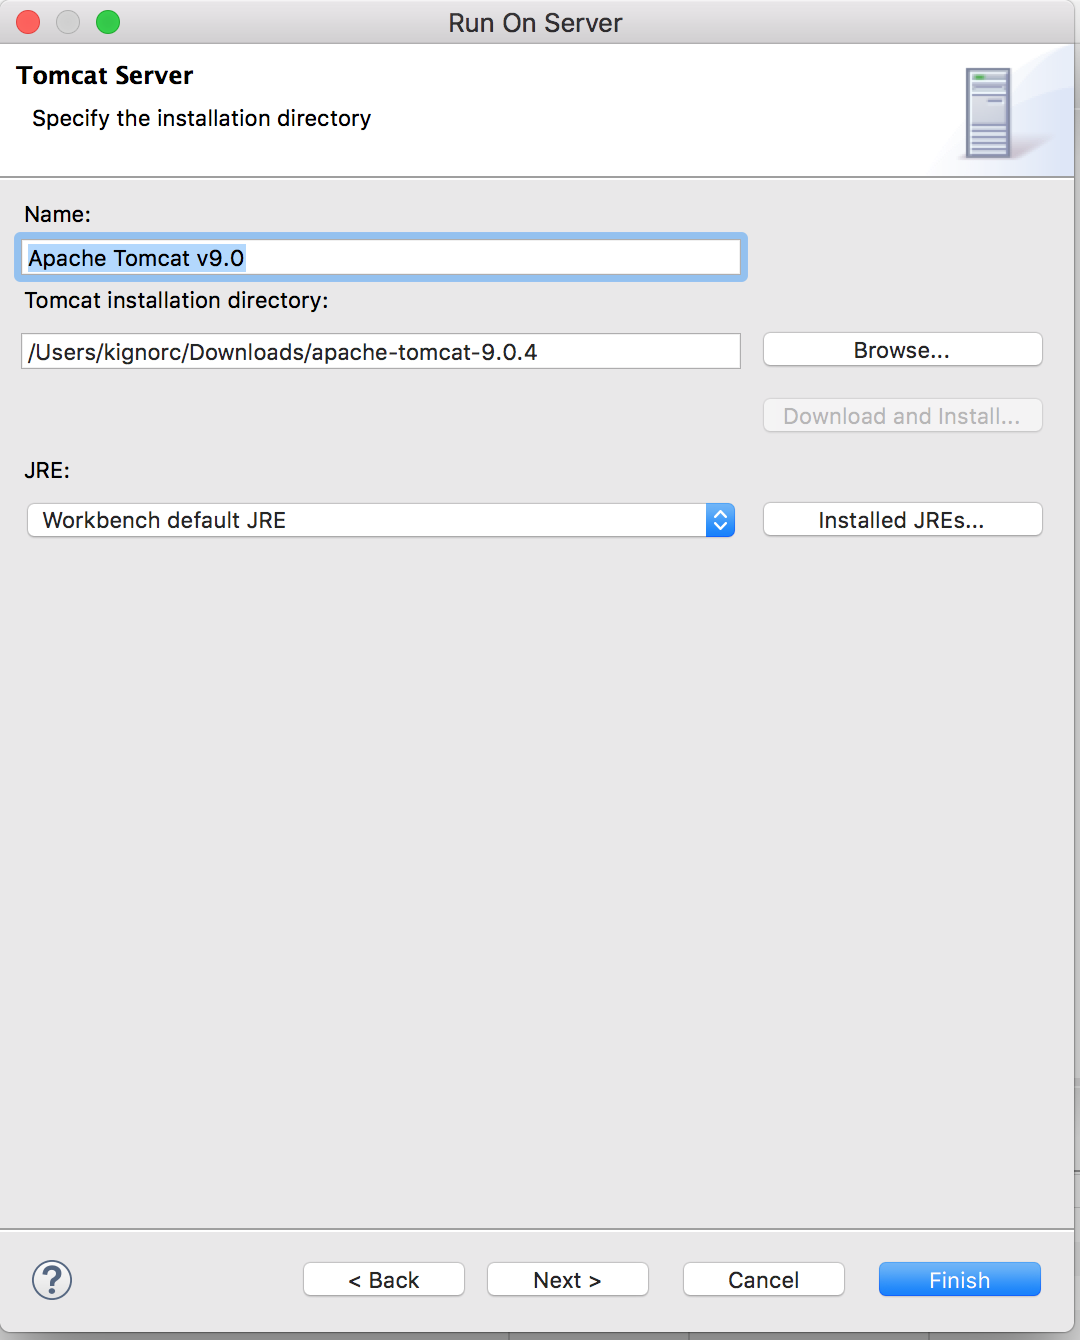 Run On Server
Tomcat Server
Specify the installation directory
Name:
Apache Tomcat v9.0
Tomcat installation directory:
/Users/kignorc/Downloads/apache-tomcat-9.0.4
Browse...
Download and Install...
JRE:
Workbench default JRE
Installed JREs...
?
< Back
Next >
Cancel
Finish